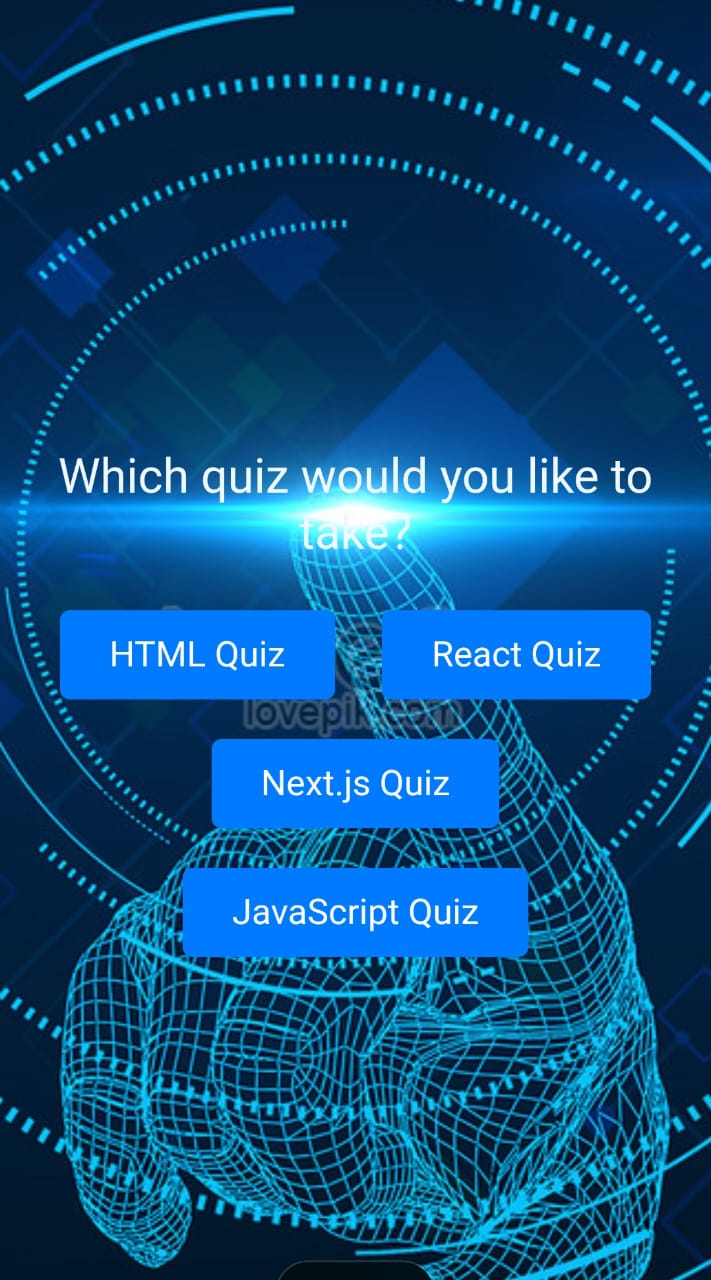 Which quiz would you like to
take?
HTML Quiz
React Quiz
lovepik.com
Next.js Quiz
JavaScript Quiz